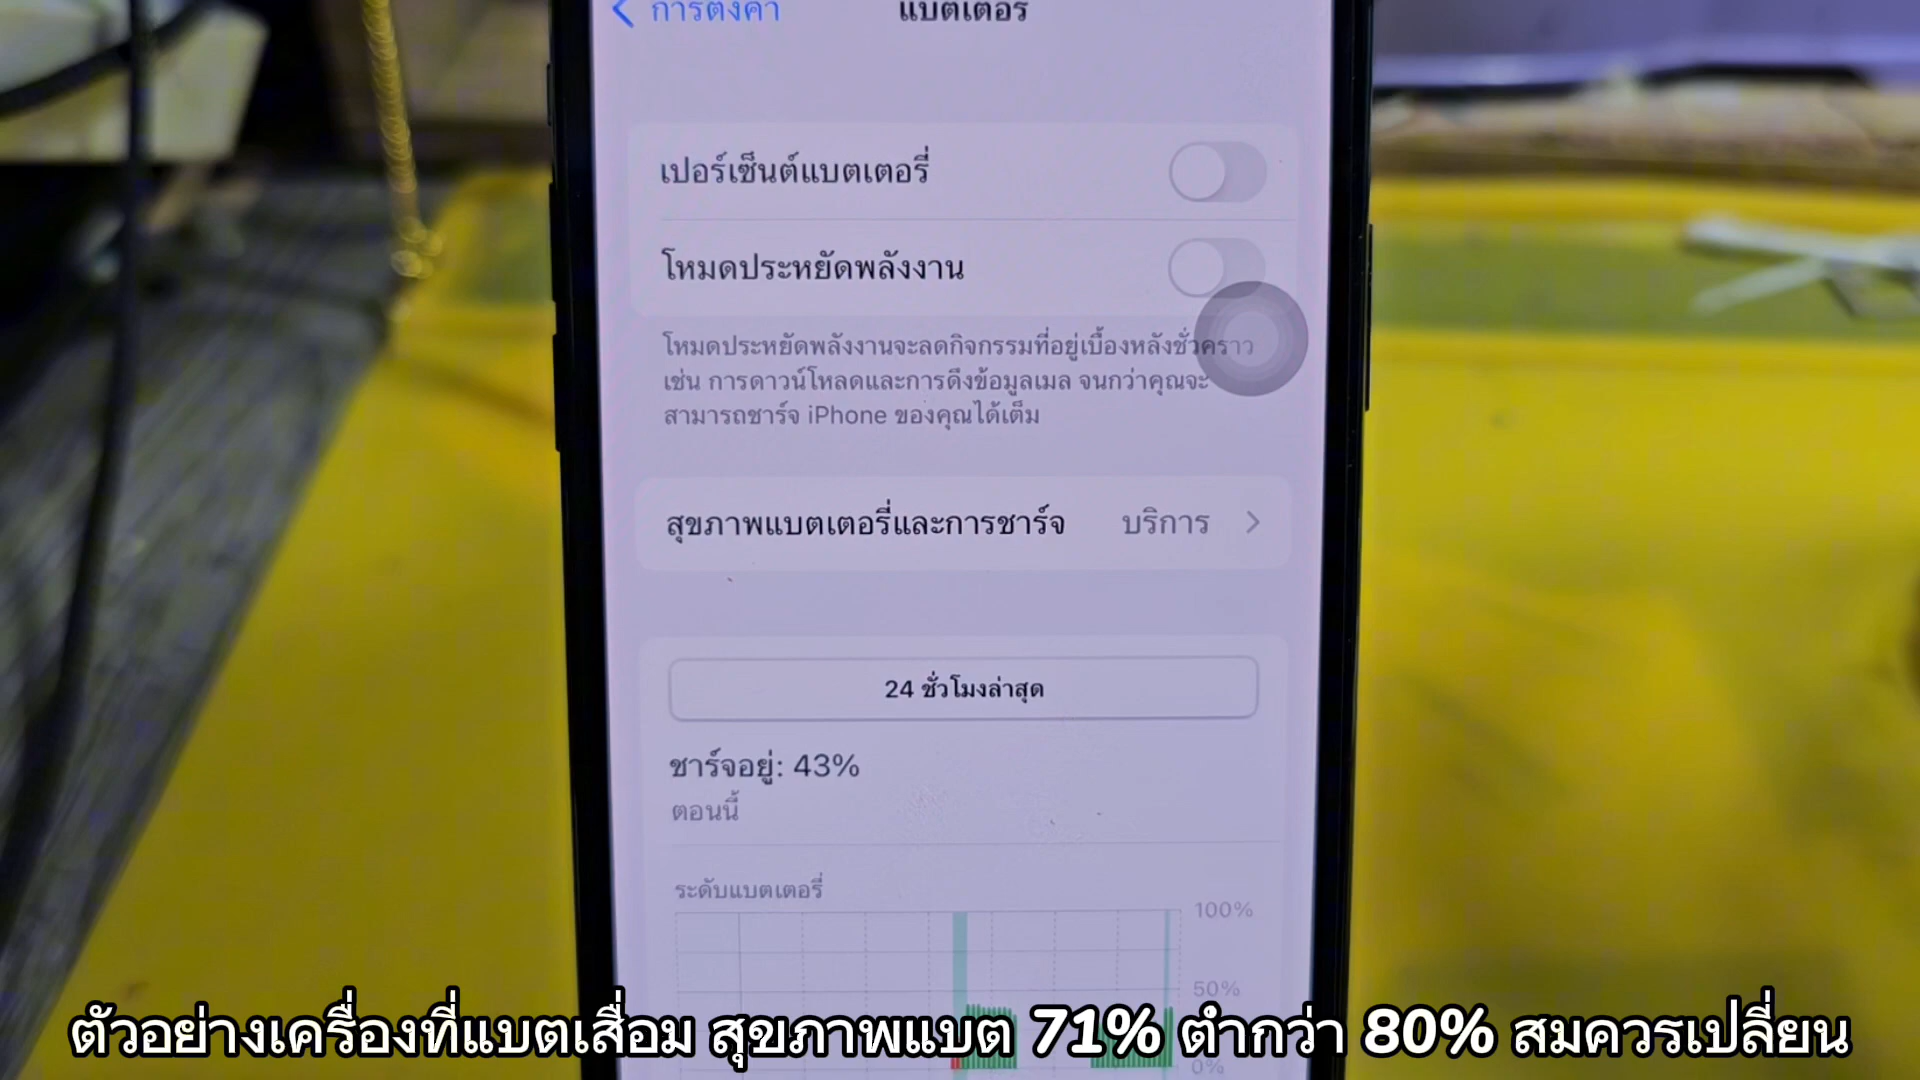 การตั้งค่า
แบตเตอรี่
เปอร์เซ็นต์แบตเตอรี่
โหมดประหยัดพลังงาน
โหมดประหยัดพลังงานจะลดกิจกรรมที่อยู่เบื้องหลังชั่วคราว
เช่น การดาวน์โหลดและการดึงข้อมูลเมล จนกว่าคุณจะ
สามารถชาร์จ iPhone ของคุณได้เต็ม
สุขภาพแบตเตอรี่และการชาร์จ บริการ
24 ชั่วโมงล่าสุด
ชาร์จอยู่: 43%
ตอนนี้
ระดับแบตเตอรี่
100%
50%
0%
ตัวอย่างเครื่องที่แบตเสื่อม สุขภาพแบต 71% ต่ำกว่า 80% สมควรเปลี่ยน